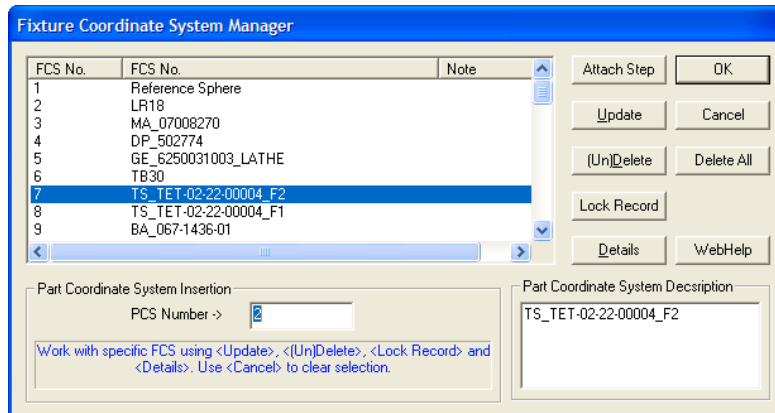 Fixture Coordinate System Manager
FCS No. FCS No. Note
1 Reference Sphere
2 LR18
3 MA_07008270
4 DP_502774
5 GE_6250031003_LATHE
6 TB30
7 TS_TET-02-22-00004_F2
8 TS_TET-02-22-00004_F1
9 BA_067-1436-01
Attach Step OK
Update Cancel
(Un)Delete Delete All
Lock Record
Details WebHelp
Part Coordinate System Insertion
PCS Number -> 2
Work with specific FCS using <Update>, <(Un)Delete>, <Lock Record> and
<Details>. Use <Cancel> to clear selection.
Part Coordinate System Decsription
TS_TET-02-22-00004_F2